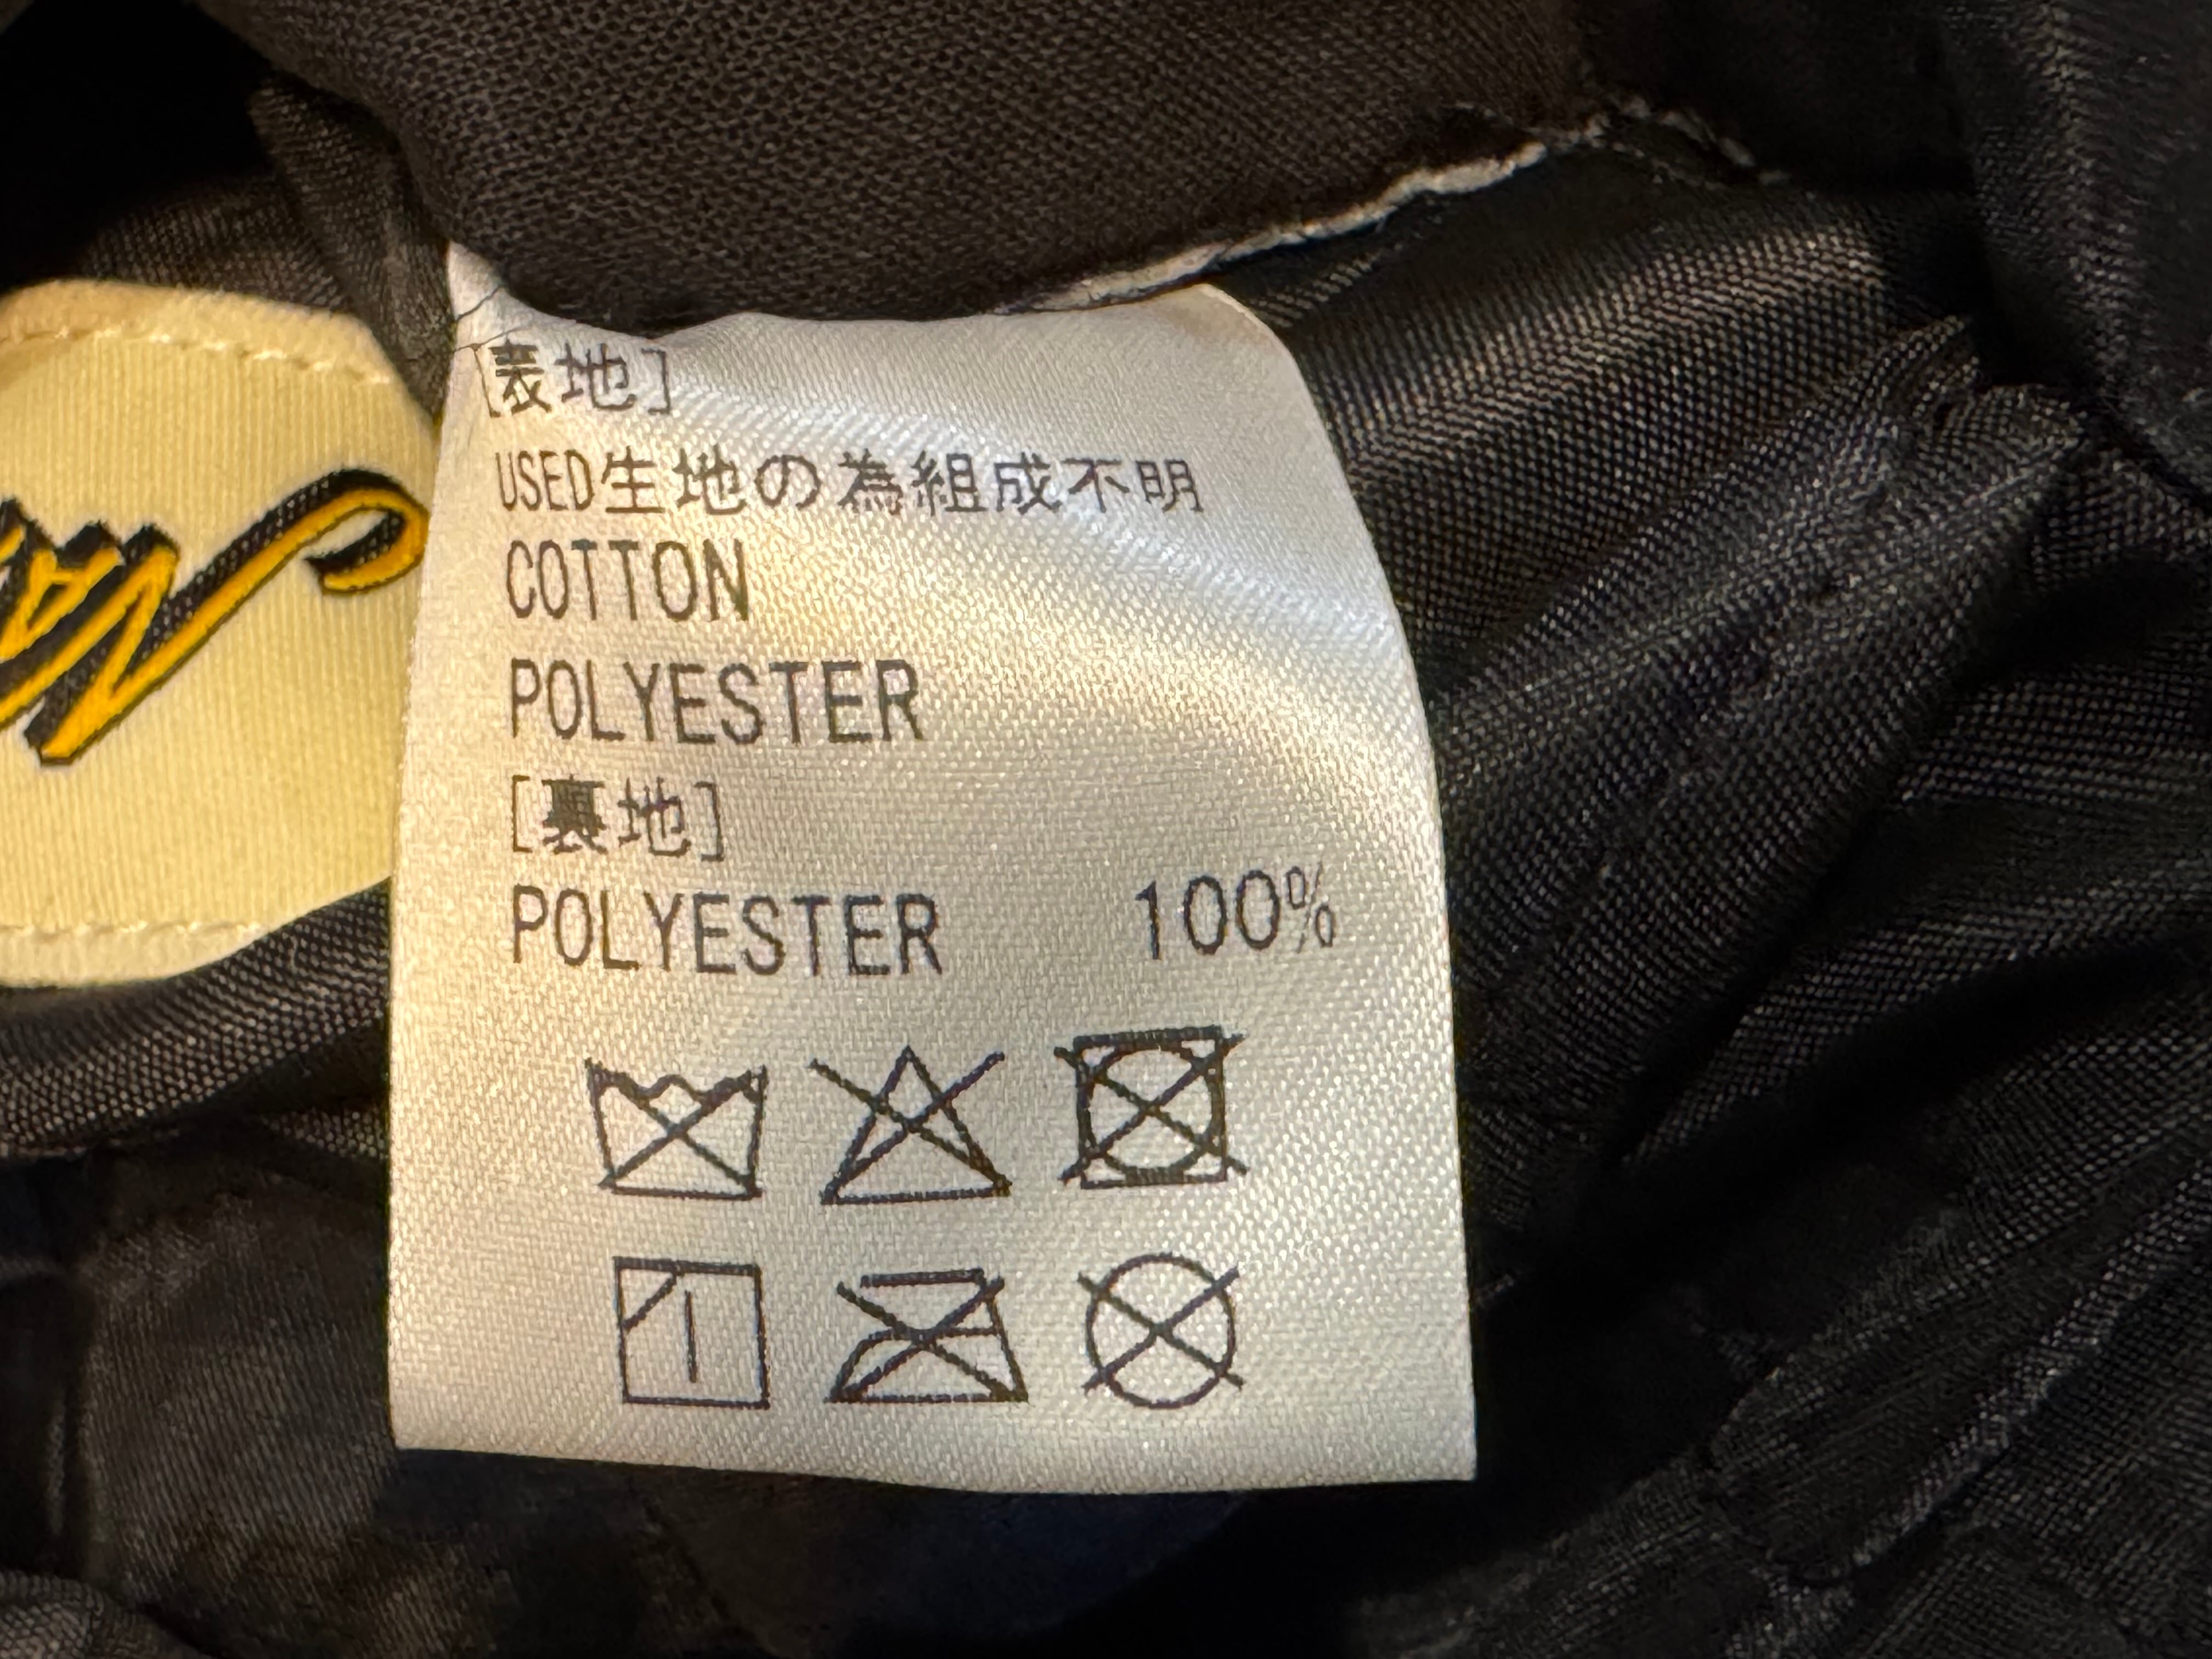 [表地]
USED生地の為組成不明
COTTON
POLYESTER
[裏地]
POLYESTER 100%